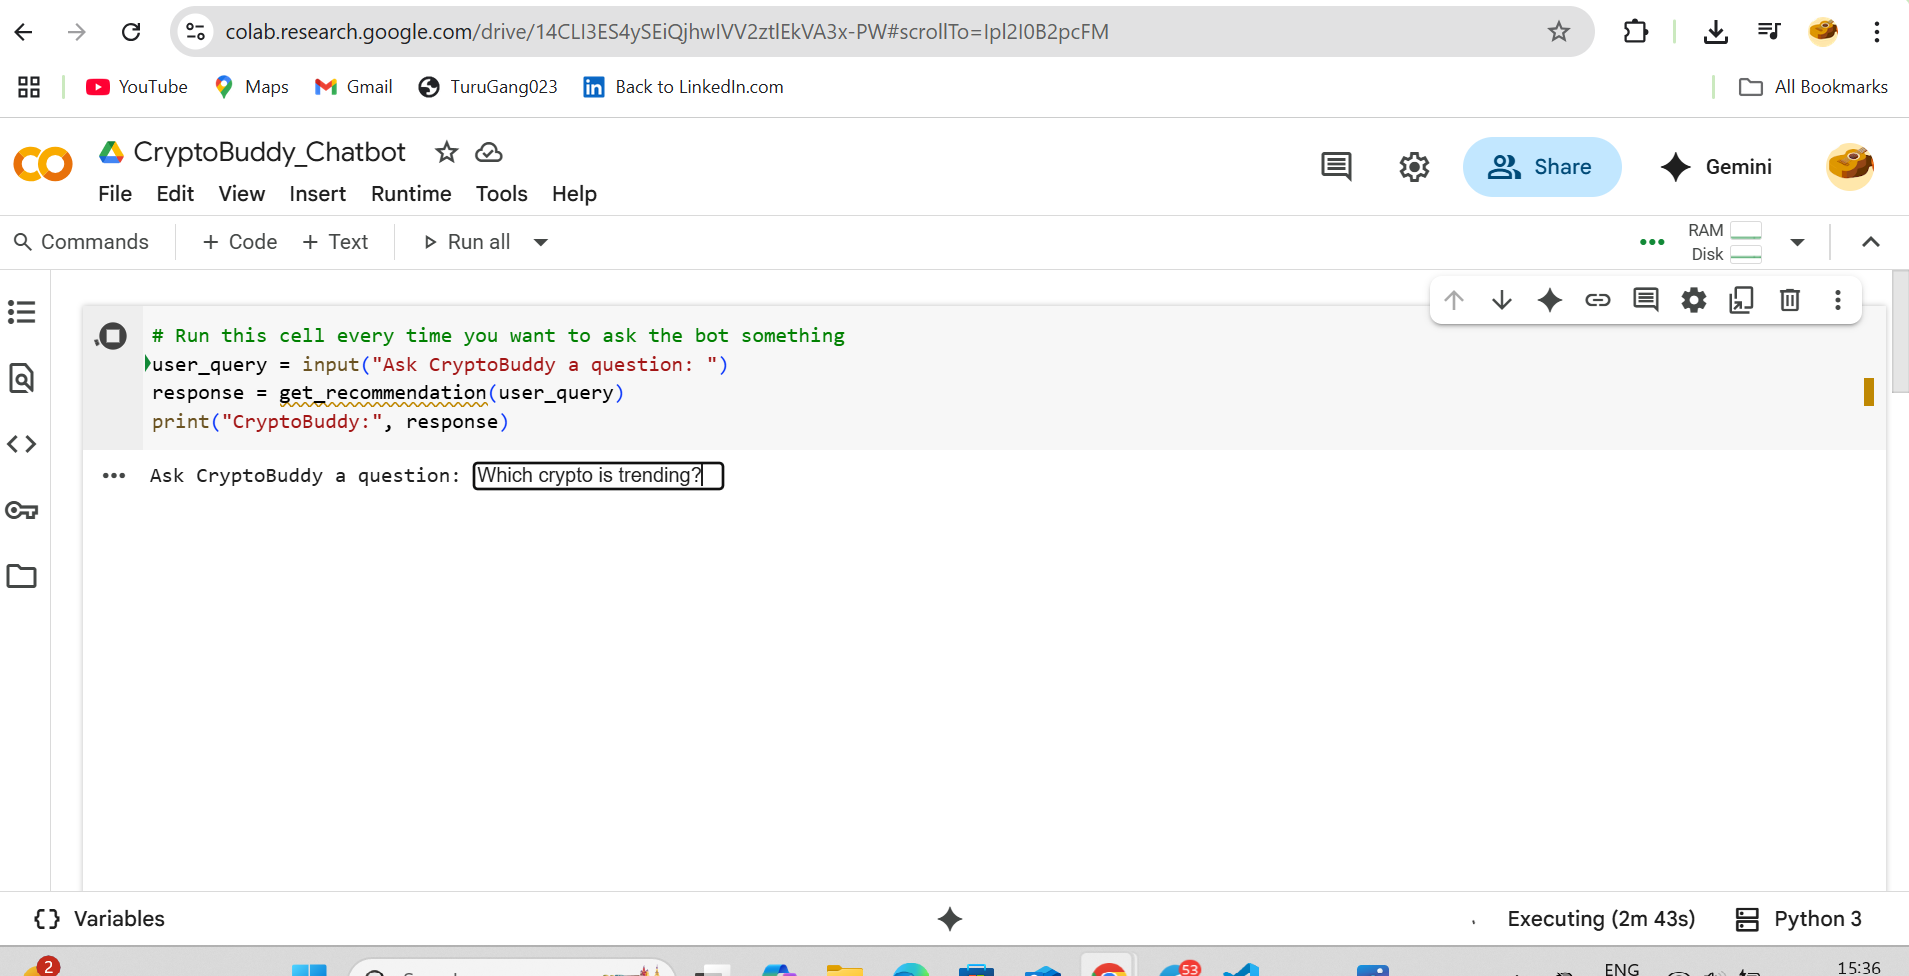 colab.research.google.com/drive/14CLI3ES4ySEiQjhwIVV2ztlEkVA3x-PW#scrollTo=Ipl2I0B2pcFM
YouTube Maps Gmail TuruGang023 Back to LinkedIn.com All Bookmarks
CryptoBuddy_Chatbot
Share Gemini
File Edit View Insert Runtime Tools Help
Commands + Code + Text Run all
RAM
Disk
# Run this cell every time you want to ask the bot something
user_query = input("Ask CryptoBuddy a question: ")
response = get_recommendation(user_query)
print("CryptoBuddy:", response)
Ask CryptoBuddy a question: Which crypto is trending?
{} Variables Executing (2m 43s) Python 3
2 53 ENG 15:36